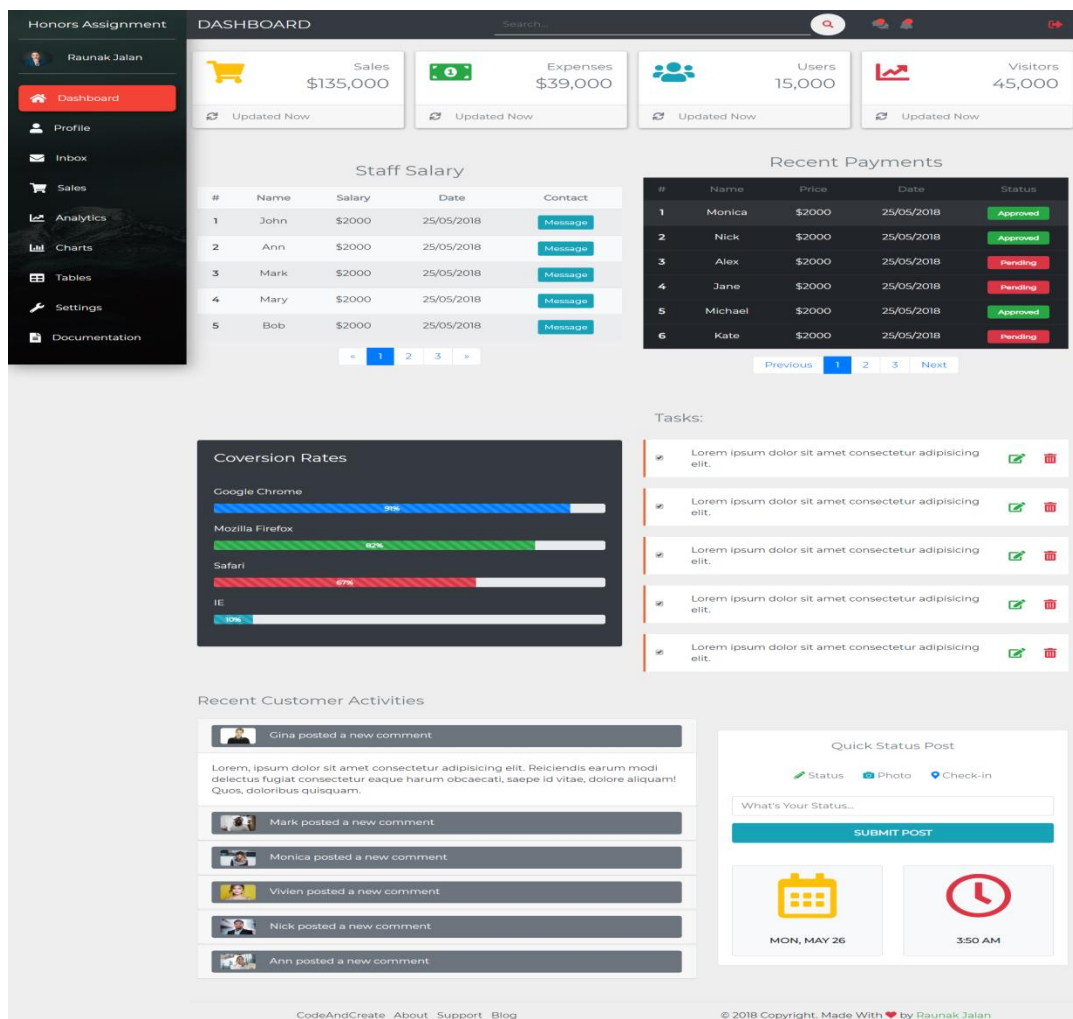 Honors Assignment
DASHBOARD
Search...
Raunak Jalan
Dashboard
Profile
Inbox
Sales
Analytics
Charts
Tables
Settings
Documentation
Sales
$135,000
Updated Now
Expenses
$39,000
Updated Now
Users
15,000
Updated Now
Visitors
45,000
Updated Now
Staff Salary
# Name Salary Date Contact
1 John $2000 25/05/2018 Message
2 Ann $2000 25/05/2018 Message
3 Mark $2000 25/05/2018 Message
4 Mary $2000 25/05/2018 Message
5 Bob $2000 25/05/2018 Message
« 1 2 3 »
Recent Payments
# Name Price Date Status
1 Monica $2000 25/05/2018 Approved
2 Nick $2000 25/05/2018 Approved
3 Alex $2000 25/05/2018 Pending
4 Jane $2000 25/05/2018 Pending
5 Michael $2000 25/05/2018 Approved
6 Kate $2000 25/05/2018 Pending
Previous 1 2 3 Next
Coversion Rates
Google Chrome
91%
Mozilla Firefox
82%
Safari
67%
IE
10%
Tasks:
Lorem ipsum dolor sit amet consectetur adipisicing
elit.
Lorem ipsum dolor sit amet consectetur adipisicing
elit.
Lorem ipsum dolor sit amet consectetur adipisicing
elit.
Lorem ipsum dolor sit amet consectetur adipisicing
elit.
Lorem ipsum dolor sit amet consectetur adipisicing
elit.
Recent Customer Activities
Gina posted a new comment
Lorem, ipsum dolor sit amet consectetur adipisicing elit. Reiciendis earum modi
delectus fugiat consectetur eaque harum obcaecati, saepe id vitae, dolore aliquam!
Quos, doloribus quisquam.
Mark posted a new comment
Monica posted a new comment
Vivien posted a new comment
Nick posted a new comment
Ann posted a new comment
Quick Status Post
Status Photo Check-in
What's Your Status...
SUBMIT POST
MON, MAY 26
3:50 AM
CodeAndCreate About Support Blog
© 2018 Copyright. Made With ❤ by Raunak Jalan